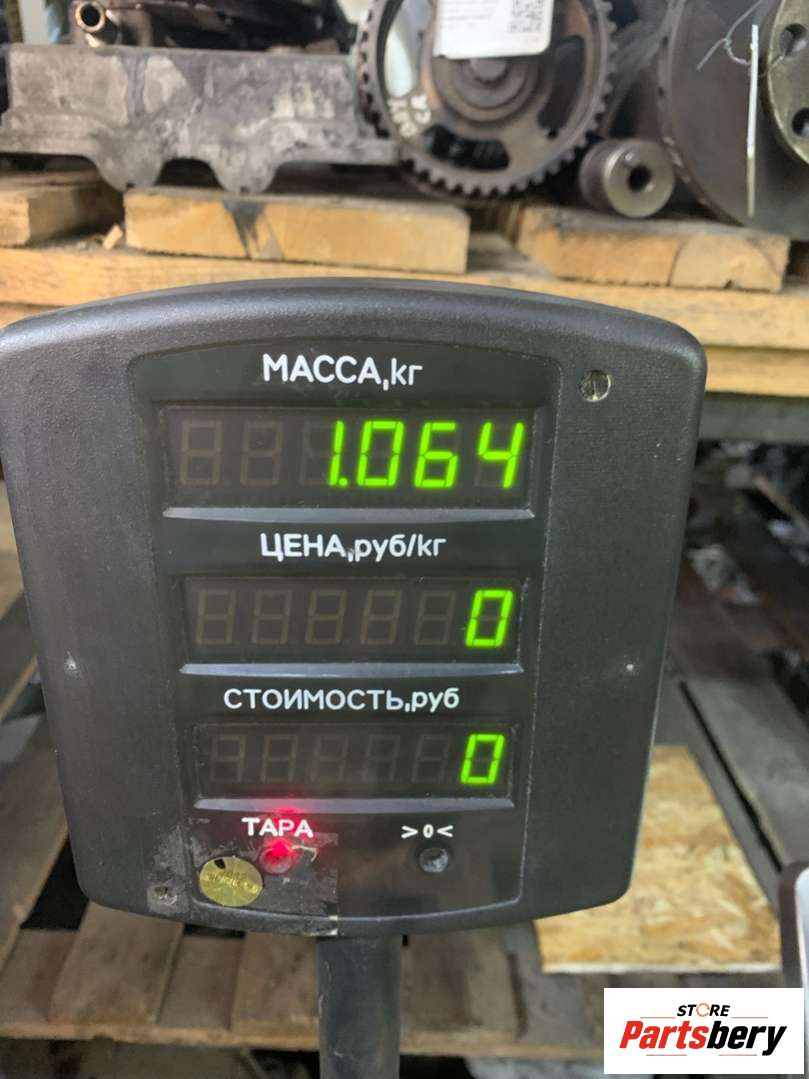 МАССА,кг
1.064
ЦЕНА,руб/кг
0
СТОИМОСТЬ,руб
0
ТАРА >0<
STORE
Partsbery